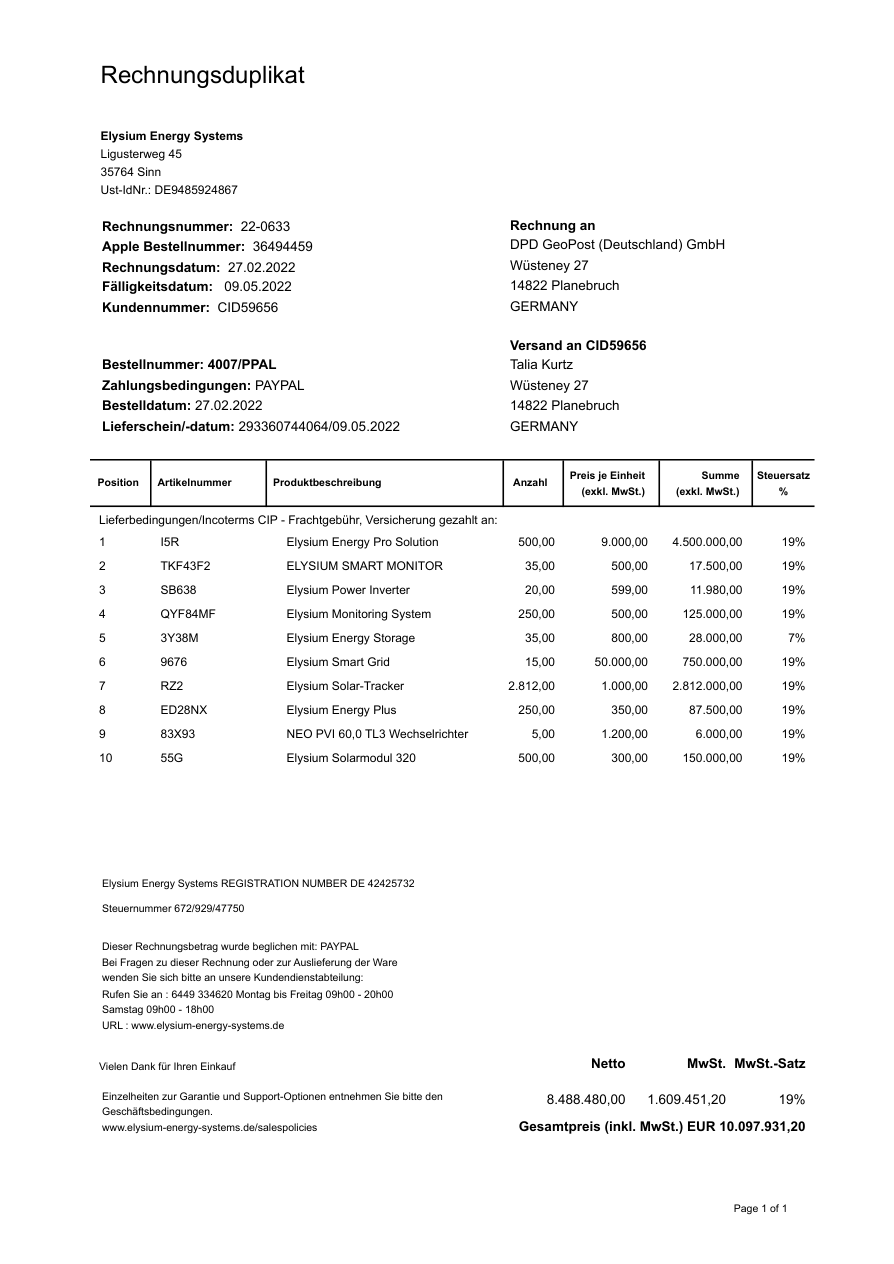 Rechnungsduplikat
Elysium Energy Systems
Ligusterweg 45
35764 Sinn
Ust-IdNr.: DE9485924867
Rechnungsnummer: 22-0633
Apple Bestellnummer: 36494459
Rechnungsdatum: 27.02.2022
Fälligkeitsdatum: 09.05.2022
Kundennummer: CID59656
Rechnung an
DPD GeoPost (Deutschland) GmbH
Wüsteney 27
14822 Planebruch
GERMANY
Bestellnummer: 4007/PPAL
Zahlungsbedingungen: PAYPAL
Bestelldatum: 27.02.2022
Lieferschein/-datum: 293360744064/09.05.2022
Versand an CID59656
Talia Kurtz
Wüsteney 27
14822 Planebruch
GERMANY
Position Artikelnummer Produktbeschreibung Anzahl Preis je Einheit (exkl. MwSt.) Summe (exkl. MwSt.) Steuersatz %
Lieferbedingungen/Incoterms CIP - Frachtgebühr, Versicherung gezahlt an:
1 I5R Elysium Energy Pro Solution 500,00 9.000,00 4.500.000,00 19%
2 TKF43F2 ELYSIUM SMART MONITOR 35,00 500,00 17.500,00 19%
3 SB638 Elysium Power Inverter 20,00 599,00 11.980,00 19%
4 QYF84MF Elysium Monitoring System 250,00 500,00 125.000,00 19%
5 3Y38M Elysium Energy Storage 35,00 800,00 28.000,00 7%
6 9676 Elysium Smart Grid 15,00 50.000,00 750.000,00 19%
7 RZ2 Elysium Solar-Tracker 2.812,00 1.000,00 2.812.000,00 19%
8 ED28NX Elysium Energy Plus 250,00 350,00 87.500,00 19%
9 83X93 NEO PVI 60,0 TL3 Wechselrichter 5,00 1.200,00 6.000,00 19%
10 55G Elysium Solarmodul 320 500,00 300,00 150.000,00 19%
Elysium Energy Systems REGISTRATION NUMBER DE 42425732
Steuernummer 672/929/47750
Dieser Rechnungsbetrag wurde beglichen mit: PAYPAL
Bei Fragen zu dieser Rechnung oder zur Auslieferung der Ware
wenden Sie sich bitte an unsere Kundendienstabteilung:
Rufen Sie an : 6449 334620 Montag bis Freitag 09h00 - 20h00
Samstag 09h00 - 18h00
URL : www.elysium-energy-systems.de
Vielen Dank für Ihren Einkauf
Einzelheiten zur Garantie und Support-Optionen entnehmen Sie bitte den
Geschäftsbedingungen.
www.elysium-energy-systems.de/salespolicies
Netto MwSt. MwSt.-Satz
8.488.480,00 1.609.451,20 19%
Gesamtpreis (inkl. MwSt.) EUR 10.097.931,20
Page 1 of 1